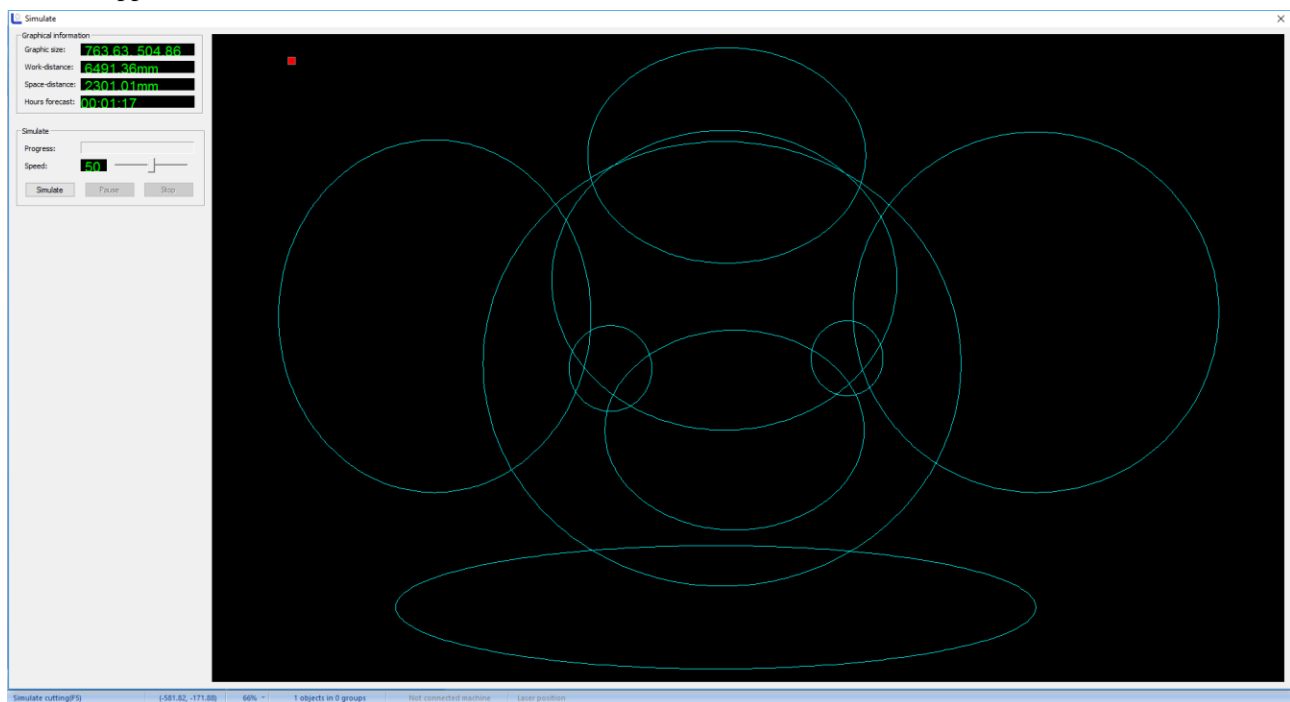 Simulate
Graphical information
Graphic size: 763.63, 504.86
Work-distance: 6491.36mm
Space-distance: 2301.01mm
Hours forecast: 00:01:17
Simulate
Progress:
Speed: 50
Simulate Pause Stop
Simulate cutting(F5) (-581.82, -171.88) 66% 1 objects in 0 groups Not connected machine Laser position